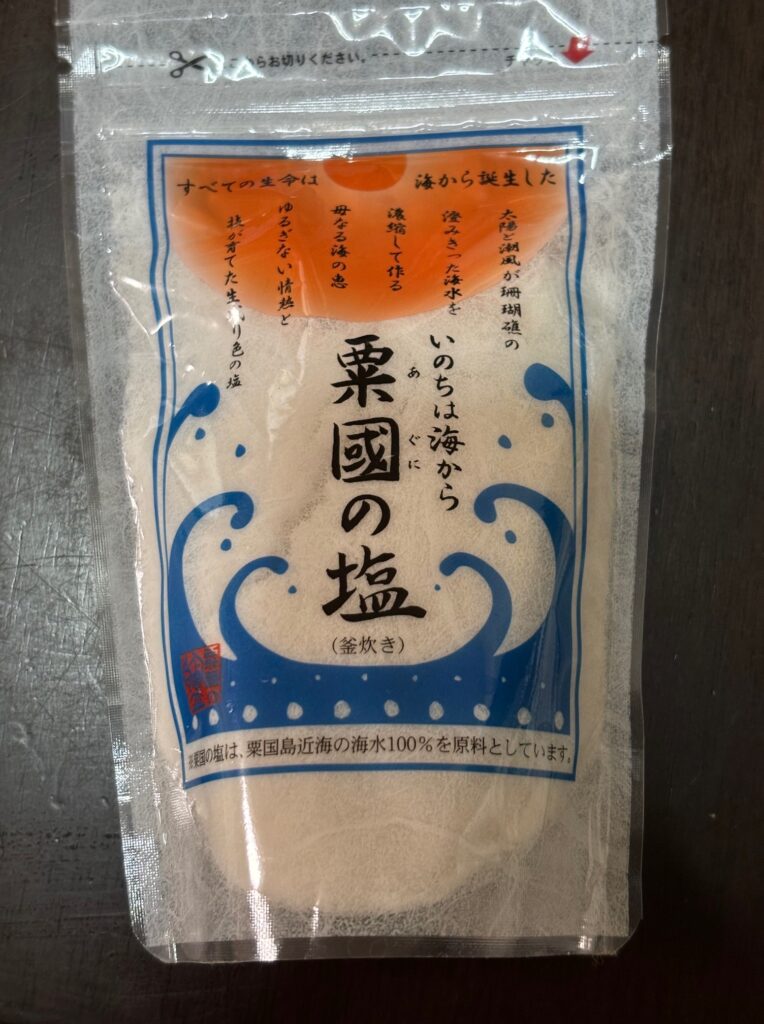 からお切りください。
すべての生命は 海から誕生した
太陽と潮風が珊瑚礁の
澄みきった海水を
濃縮して作る
母なる海の恵
ゆるぎない情熱と
技が育てた生成り色の塩
いのちは海から
粟國の塩
あぐに
(釜炊き)
※粟国の塩は、粟国島近海の海水100%を原料としています。